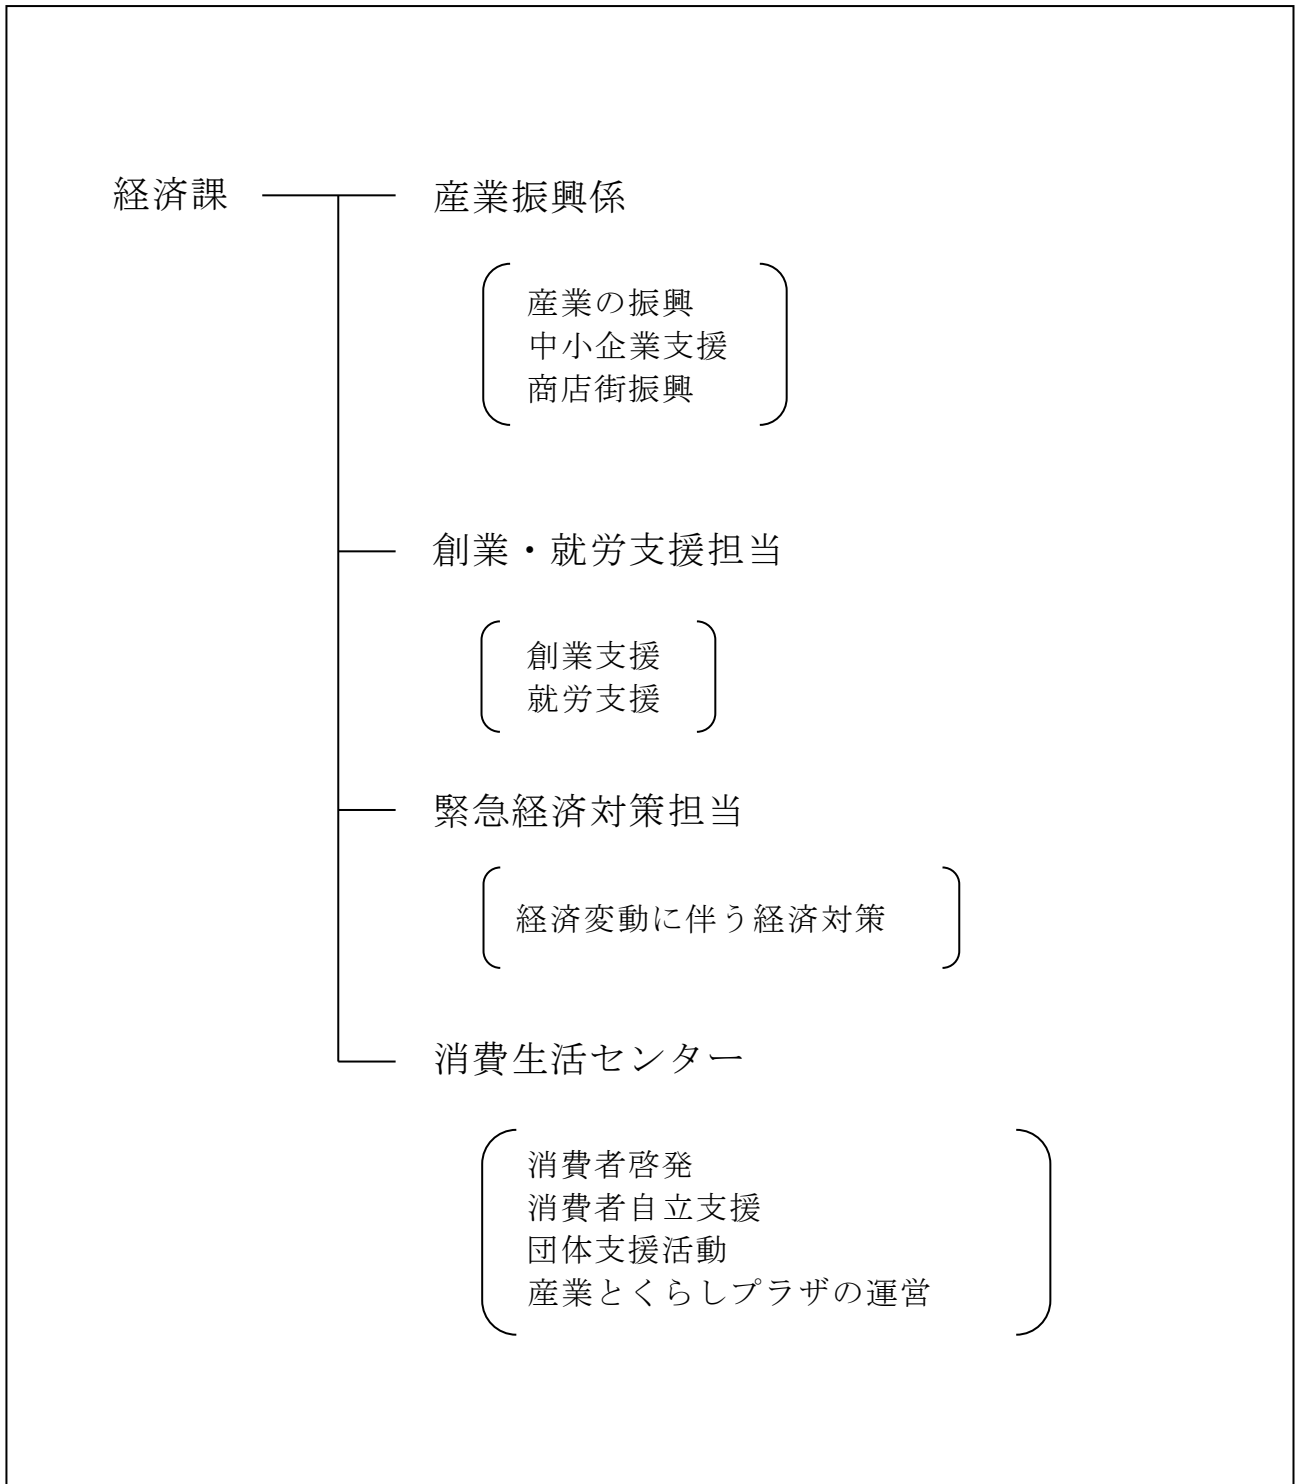 経済課
産業振興係
産業の振興
中小企業支援
商店街振興
創業・就労支援担当
創業支援
就労支援
緊急経済対策担当
経済変動に伴う経済対策
消費生活センター
消費者啓発
消費者自立支援
団体支援活動
産業とくらしプラザの運営